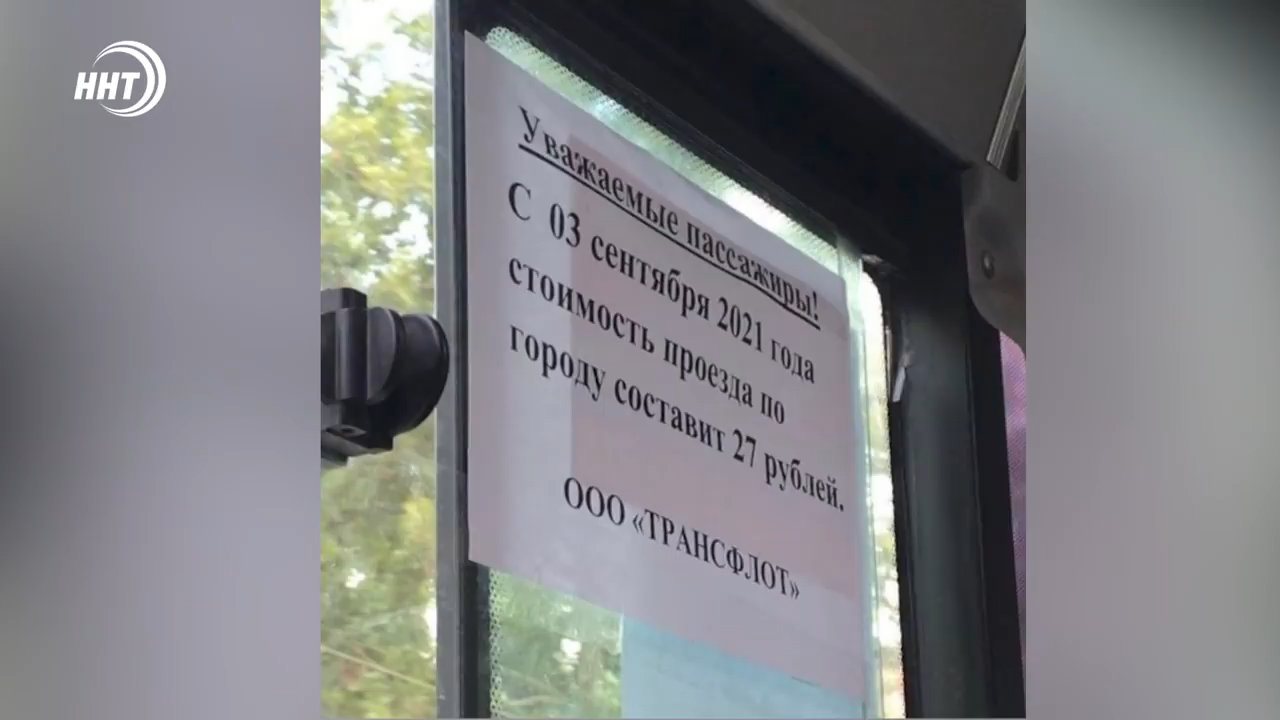 ННТ
Уважаемые пассажиры!
С 03 сентября 2021 года
стоимость проезда по
городу составит 27 рублей.
ООО «ТРАНСФЛОТ»